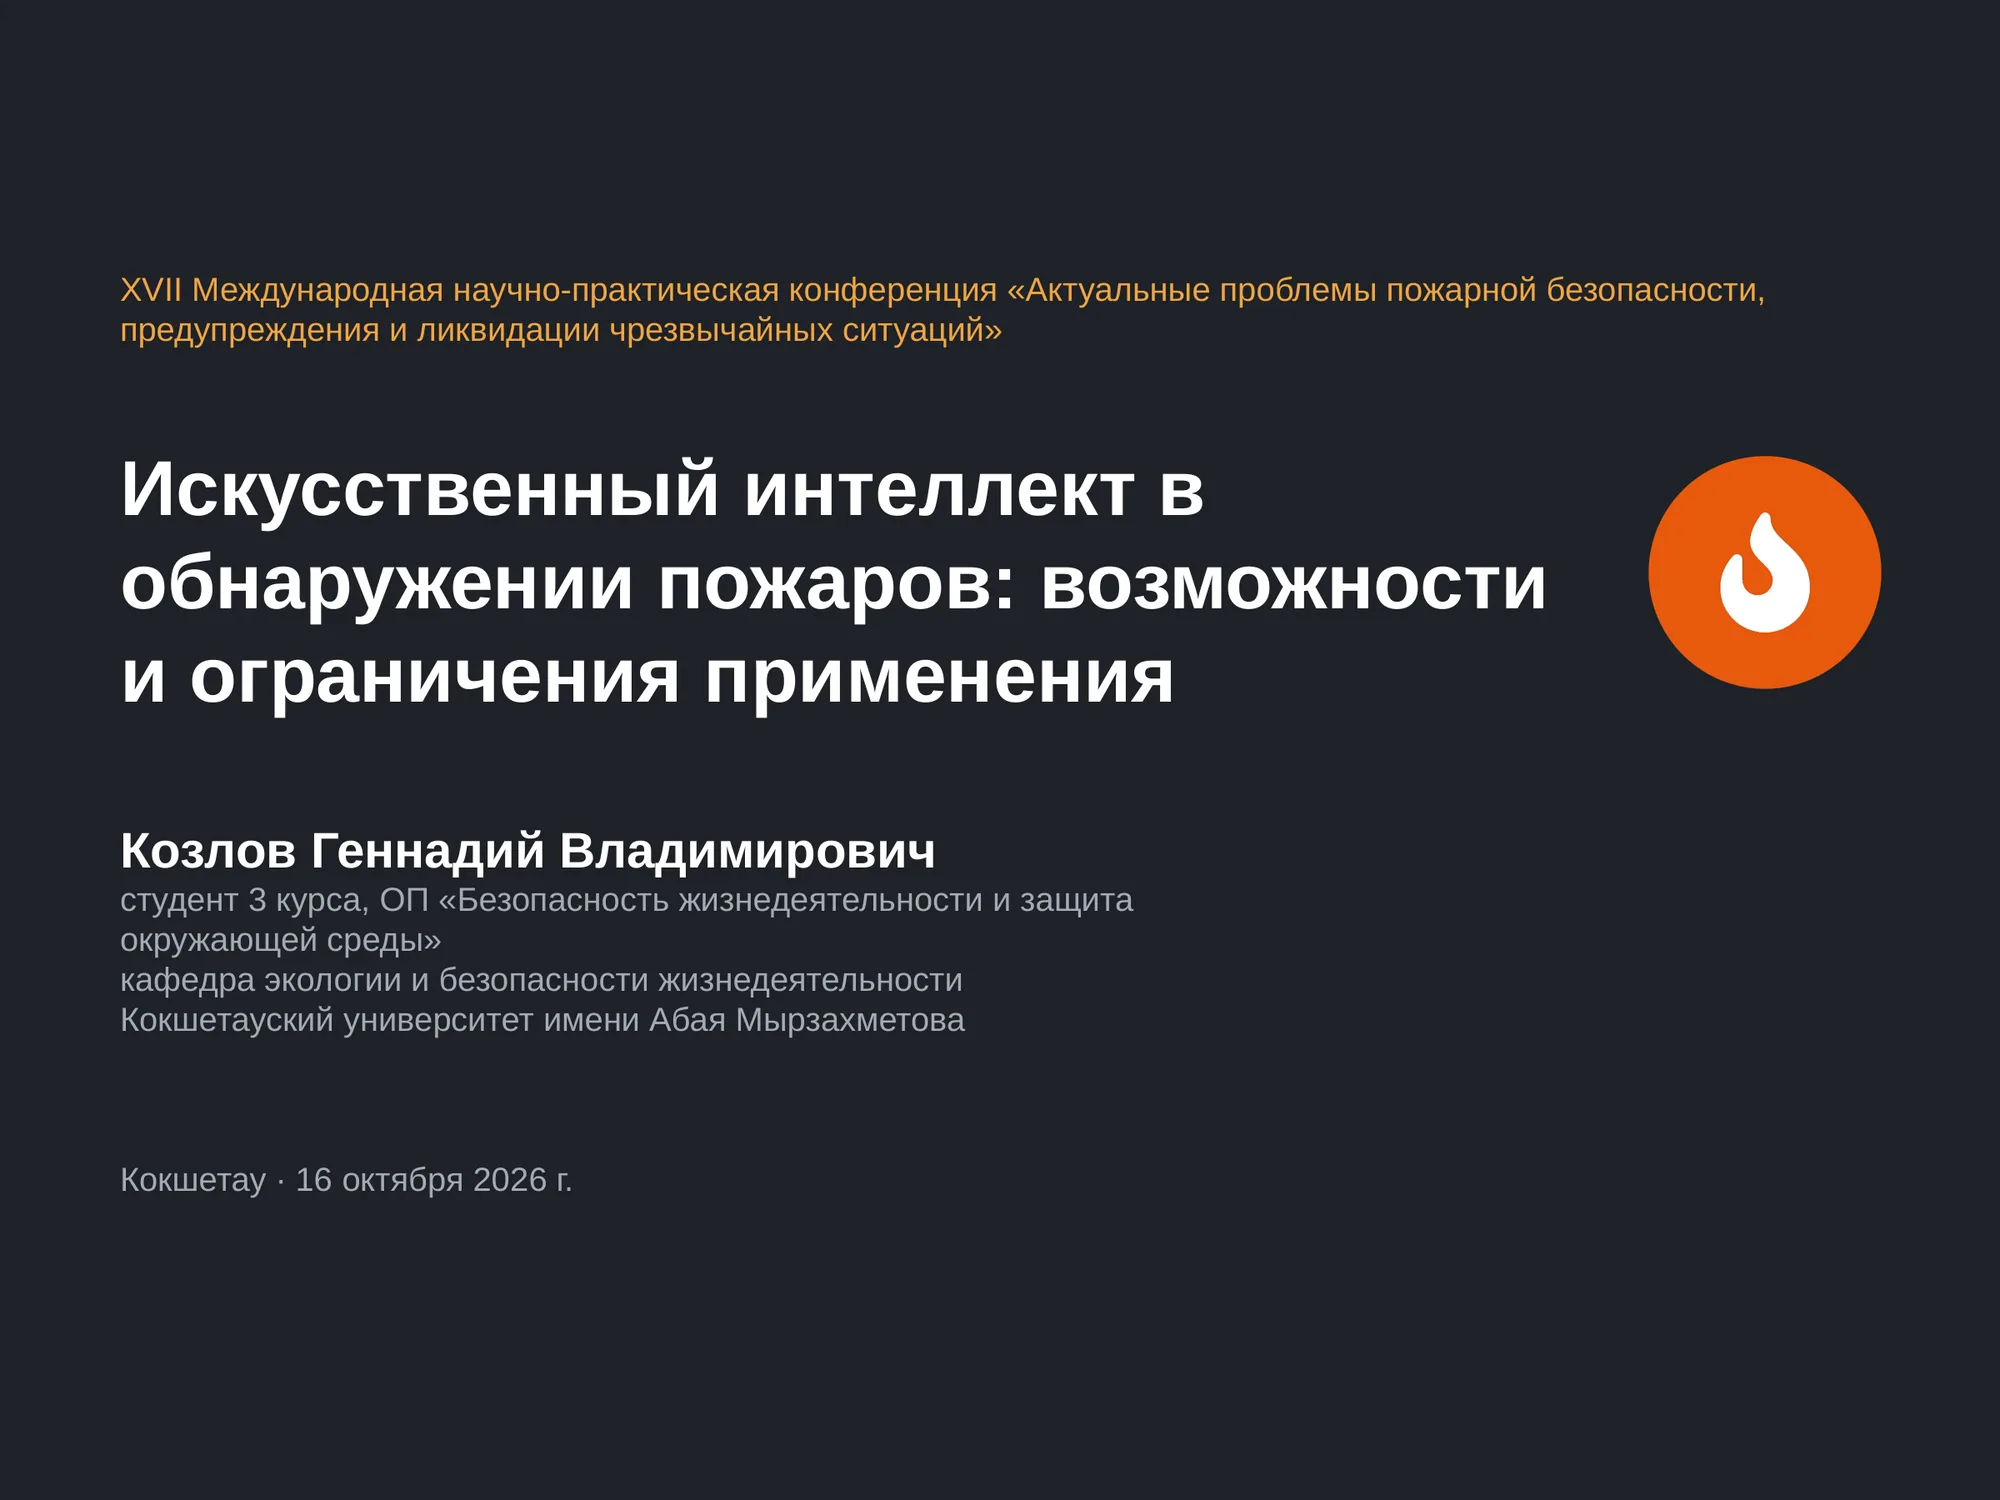 XVII Международная научно-практическая конференция «Актуальные проблемы пожарной безопасности,
предупреждения и ликвидации чрезвычайных ситуаций»
Искусственный интеллект в
обнаружении пожаров: возможности
и ограничения применения
Козлов Геннадий Владимирович
студент 3 курса, ОП «Безопасность жизнедеятельности и защита
окружающей среды»
кафедра экологии и безопасности жизнедеятельности
Кокшетауский университет имени Абая Мырзахметова
Кокшетау · 16 октября 2026 г.